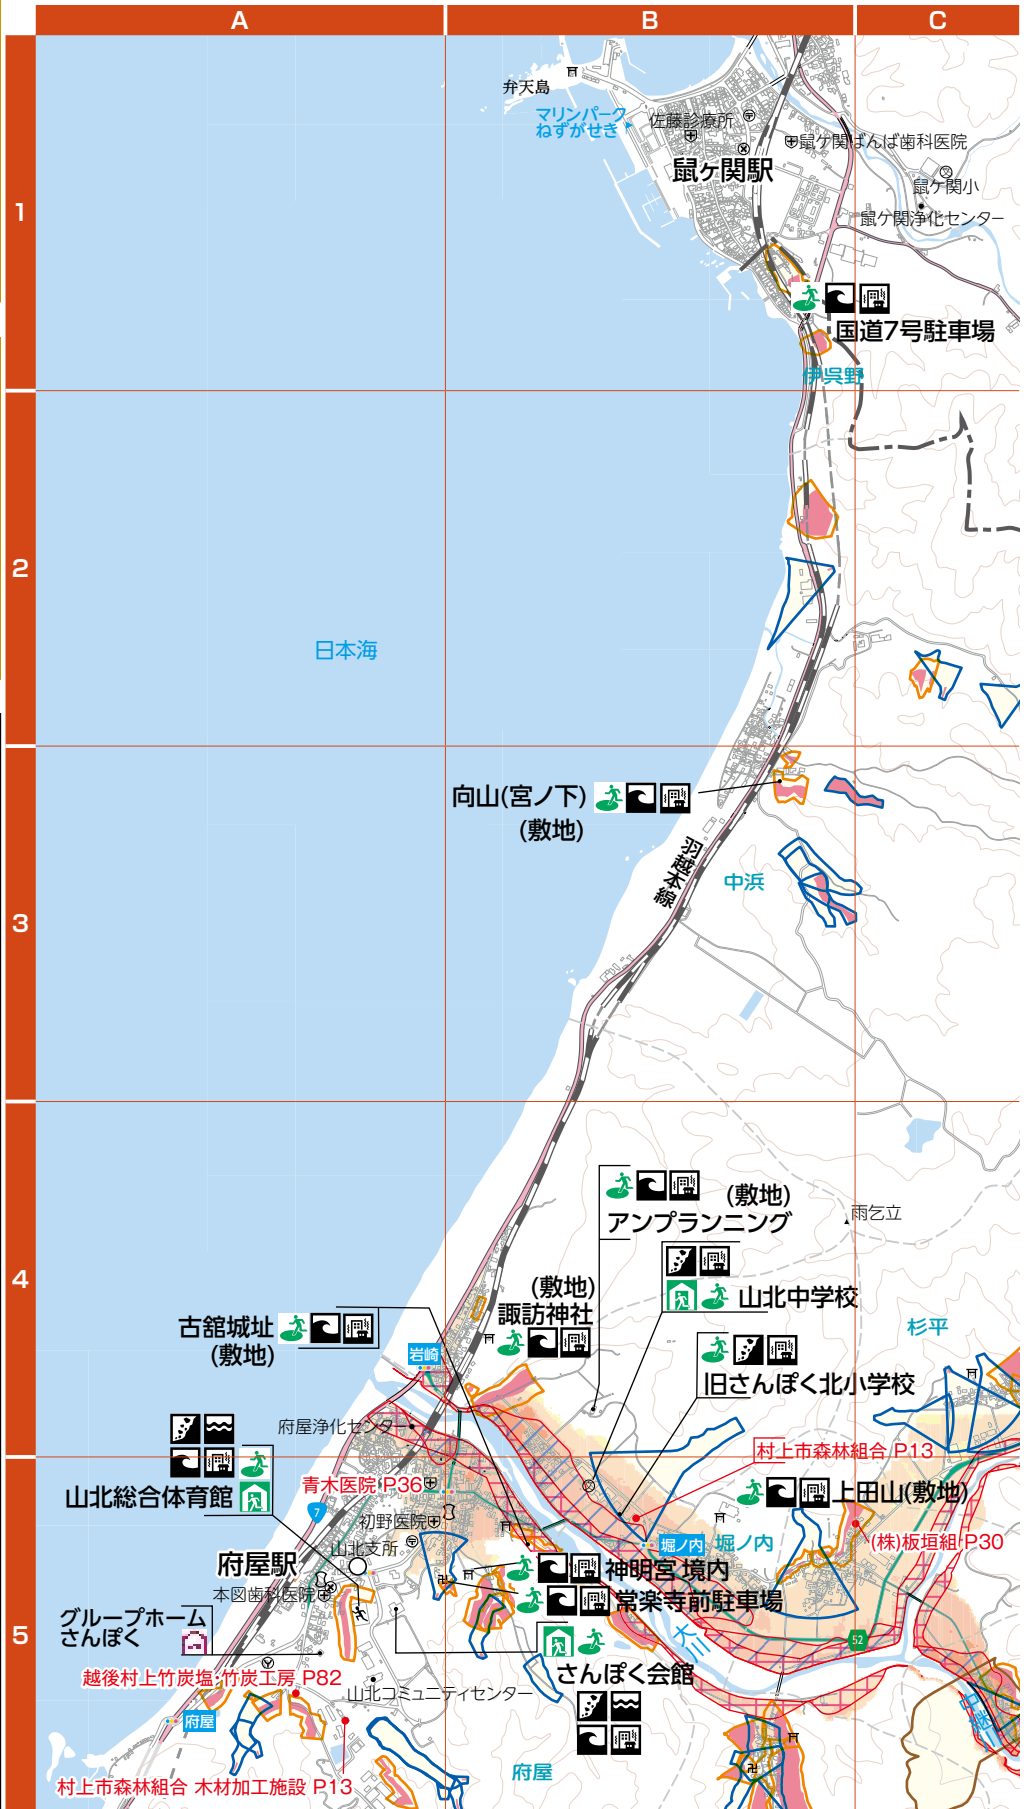 A
B
C
1
弁天島
マリンパーク
ねずがせき
佐藤診療所
鼠ケ関ばんば歯科医院
鼠ヶ関駅
鼠ケ関小
鼠ケ関浄化センター
国道7号駐車場
伊呉野
2
日本海
向山(宮ノ下)
(敷地)
羽越本線
中浜
3
(敷地)
アンプランニング
雨乞立
4
山北中学校
(敷地)
諏訪神社
古舘城址
(敷地)
岩崎
杉平
旧さんぽく北小学校
府屋浄化センター
村上市森林組合 P13
山北総合体育館
青木医院 P36
上田山(敷地)
7
初野医院
堀ノ内
堀ノ内
(株)板垣組 P30
山北支所
府屋駅
神明宮 境内
本図歯科医院
常楽寺前駐車場
グループホーム
さんぽく
5
大川
52
さんぽく会館
越後村上竹炭塩・竹炭工房 P82
山北コミュニティセンター
府屋
中継
府屋
村上市森林組合 木材加工施設 P13